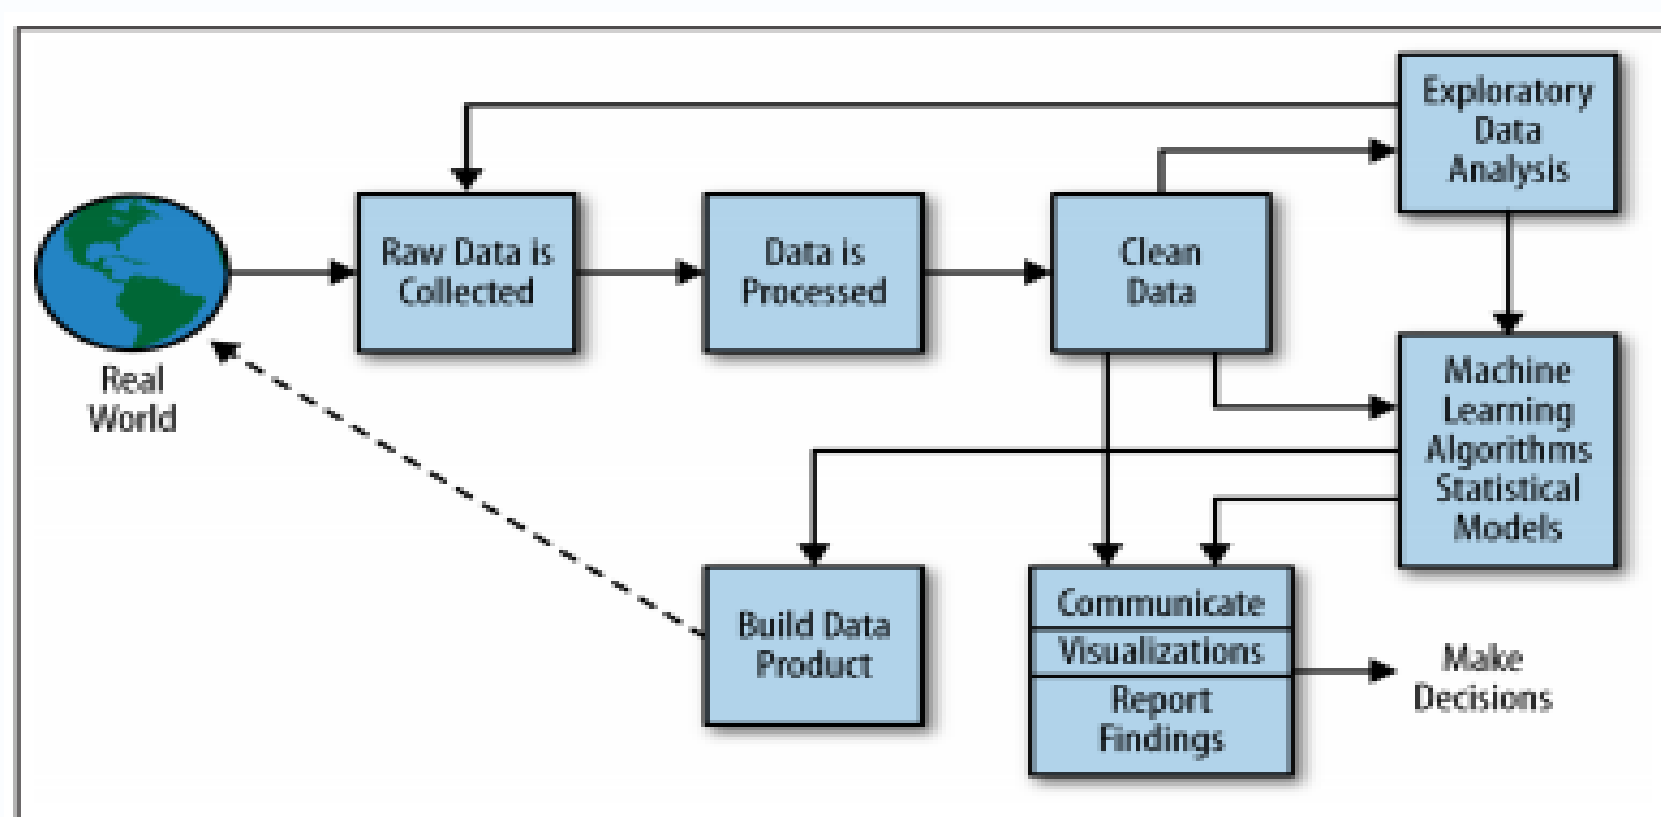 Exploratory
Data
Analysis
Raw Data is
Collected
Data is
Processed
Clean
Data
Real
World
Machine
Learning
Algorithms
Statistical
Models
Build Data
Product
Communicate
Visualizations
Report
Findings
Make
Decisions